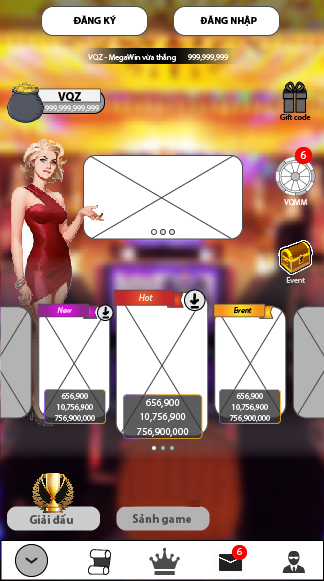 ĐĂNG KÝ
ĐĂNG NHẬP
VQZ - MegaWin vừa thắng 999,999,999
VQZ
999,999,999,999
Gift code
6
VQMM
Event
New
Hot
Event
656,900
10,756,900
756,900,000
656,900
10,756,900
756,900,000
656,900
10,756,900
756,900,000
Giải đấu
Sảnh game
6